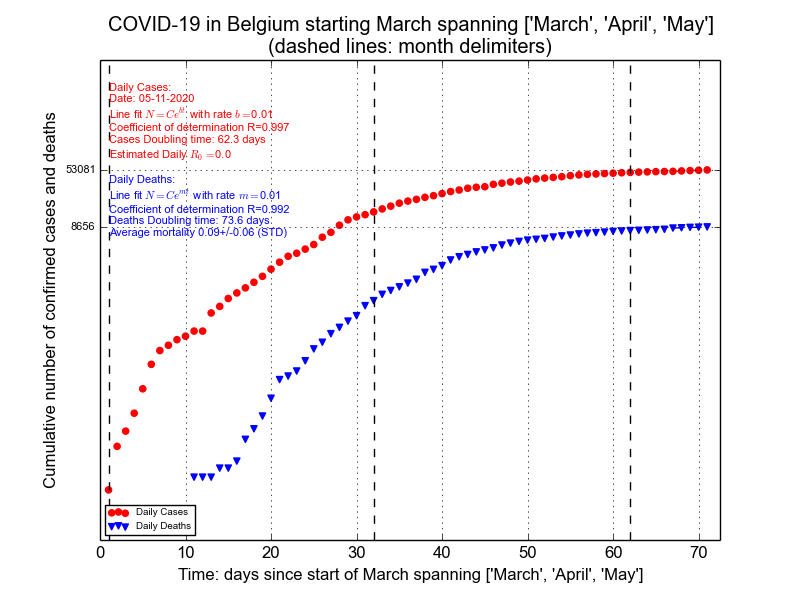 COVID-19 in Belgium starting March spanning ['March', 'April', 'May']
(dashed lines: month delimiters)
Daily Cases:
Date: 05-11-2020
Line fit N = Ce^{bt} with rate b =0.01
Coefficient of determination R=0.997
Cases Doubling time: 62.3 days
Estimated Daily R_0 =0.0
Daily Deaths:
Line fit N = Ce^{mt} with rate m =0.01
Coefficient of determination R=0.992
Deaths Doubling time: 73.6 days
Average mortality 0.09+/-0.06 (STD)
53081
8656
Cumulative number of confirmed cases and deaths
Daily Cases
Daily Deaths
0 10 20 30 40 50 60 70
Time: days since start of March spanning ['March', 'April', 'May']